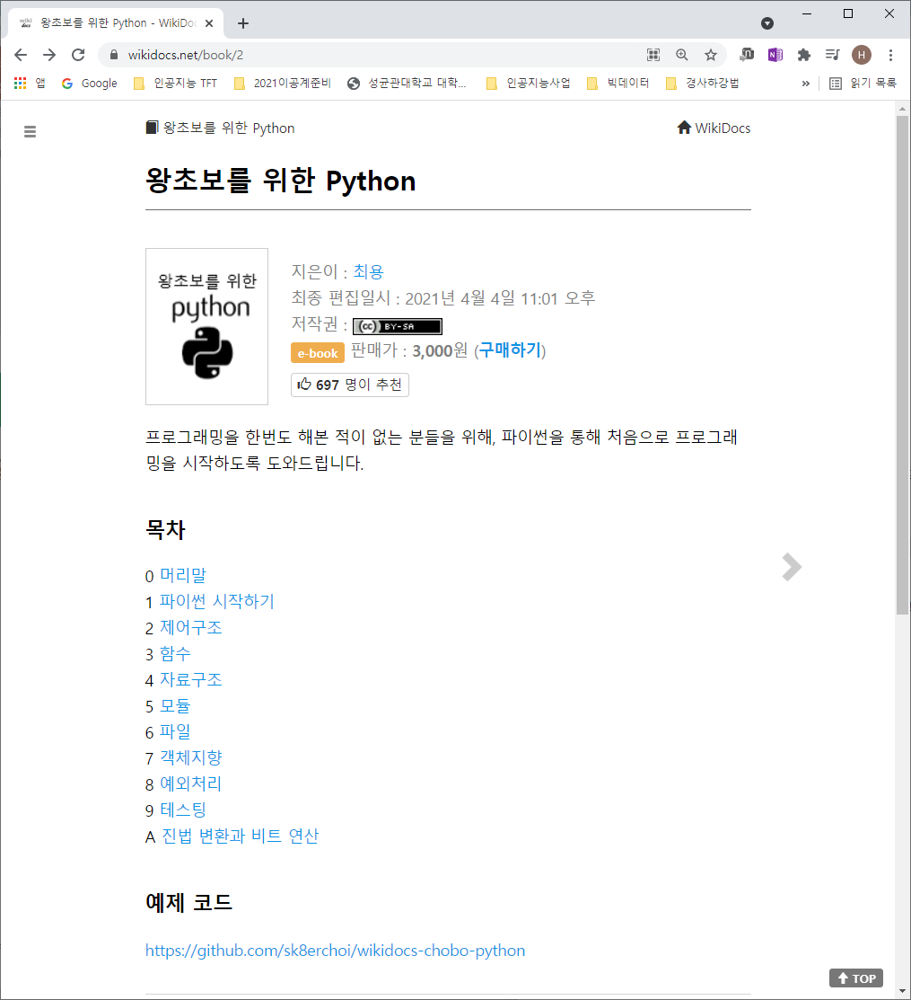 왕초보를 위한 Python - WikiDoc
wikidocs.net/book/2
H
앱 Google 인공지능 TFT 2021이공계준비 성균관대학교 대학... 인공지능사업 빅데이터 경사하강법 » 읽기 목록
왕초보를 위한 Python WikiDocs
왕초보를 위한 Python
왕초보를 위한
python
지은이 : 최용
최종 편집일시 : 2021년 4월 4일 11:01 오후
저작권 : (cc) BY-SA
e-book 판매가 : 3,000원 (구매하기)
697 명이 추천
프로그래밍을 한번도 해본 적이 없는 분들을 위해, 파이썬을 통해 처음으로 프로그래
밍을 시작하도록 도와드립니다.
목차
0 머리말
1 파이썬 시작하기
2 제어구조
3 함수
4 자료구조
5 모듈
6 파일
7 객체지향
8 예외처리
9 테스팅
A 진법 변환과 비트 연산
예제 코드
https://github.com/sk8erchoi/wikidocs-chobo-python
TOP